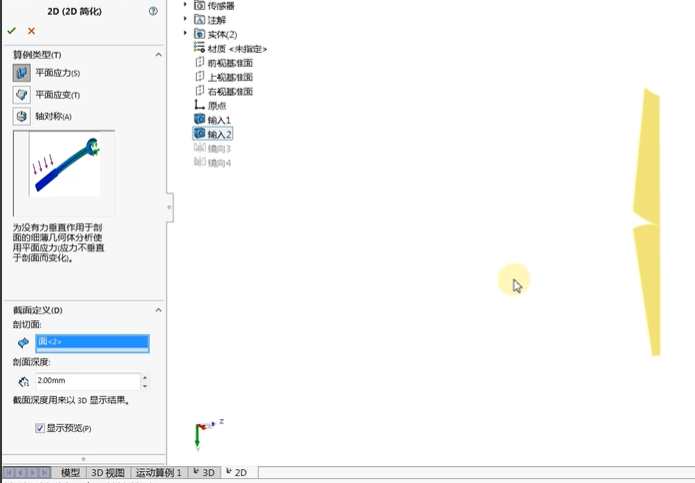 2D (2D 简化)
算例类型(T)
平面应力(S)
平面应变(T)
轴对称(A)
为没有力垂直作用于剖
面的细薄几何体分析使
用平面应力(应力不垂直
于剖面而变化)。
截面定义(D)
剖切面:
面<2>
剖面深度:
2.00mm
截面深度用来以 3D 显示结果。
显示预览(P)
传感器
注解
实体(2)
材质 <未指定>
前视基准面
上视基准面
右视基准面
原点
输入1
输入2
镜向3
镜向4
Z
Y
模型 3D 视图 运动算例 1 3D 2D